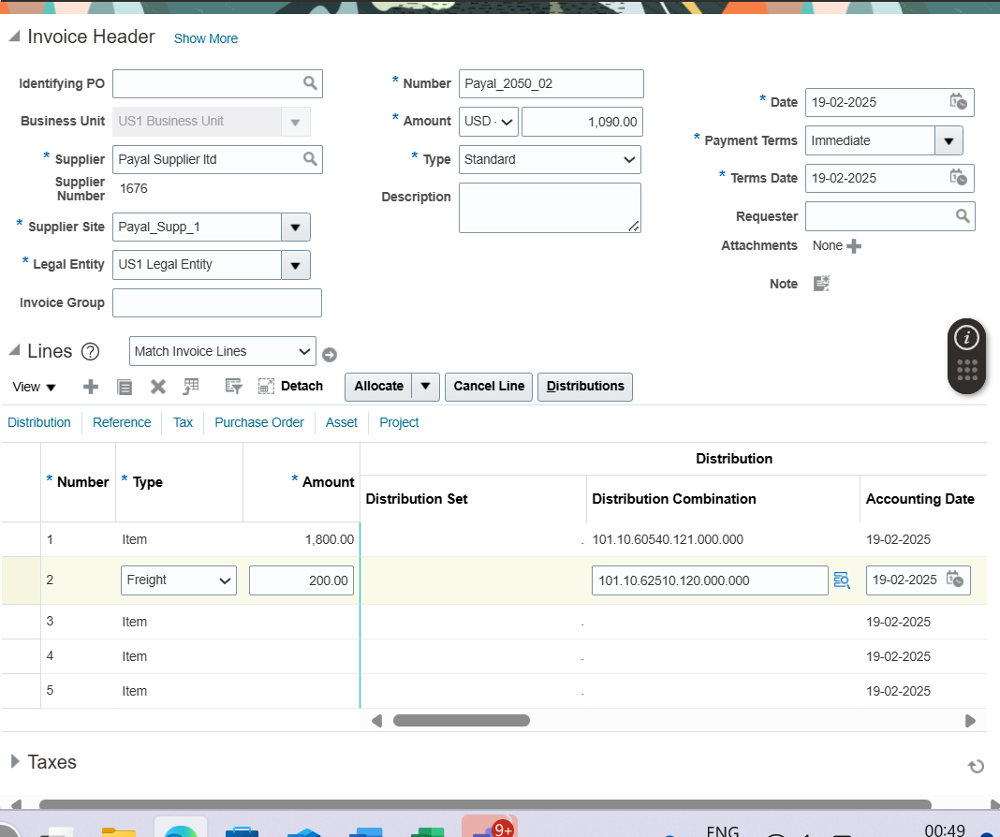 Invoice Header Show More
Identifying PO
Business Unit US1 Business Unit
* Supplier Payal Supplier ltd
Supplier Number 1676
* Supplier Site Payal_Supp_1
* Legal Entity US1 Legal Entity
Invoice Group
* Number Payal_2050_02
* Amount USD - 1,090.00
* Type Standard
Description
* Date 19-02-2025
* Payment Terms Immediate
* Terms Date 19-02-2025
Requester
Attachments None
Note
Lines ? Match Invoice Lines
View Detach Allocate Cancel Line Distributions
Distribution Reference Tax Purchase Order Asset Project
Distribution
* Number * Type * Amount Distribution Set Distribution Combination Accounting Date
1 Item 1,800.00 . 101.10.60540.121.000.000 19-02-2025
2 Freight 200.00 101.10.62510.120.000.000 19-02-2025
3 Item . 19-02-2025
4 Item . 19-02-2025
5 Item . 19-02-2025
Taxes
9+ ENG 00:49